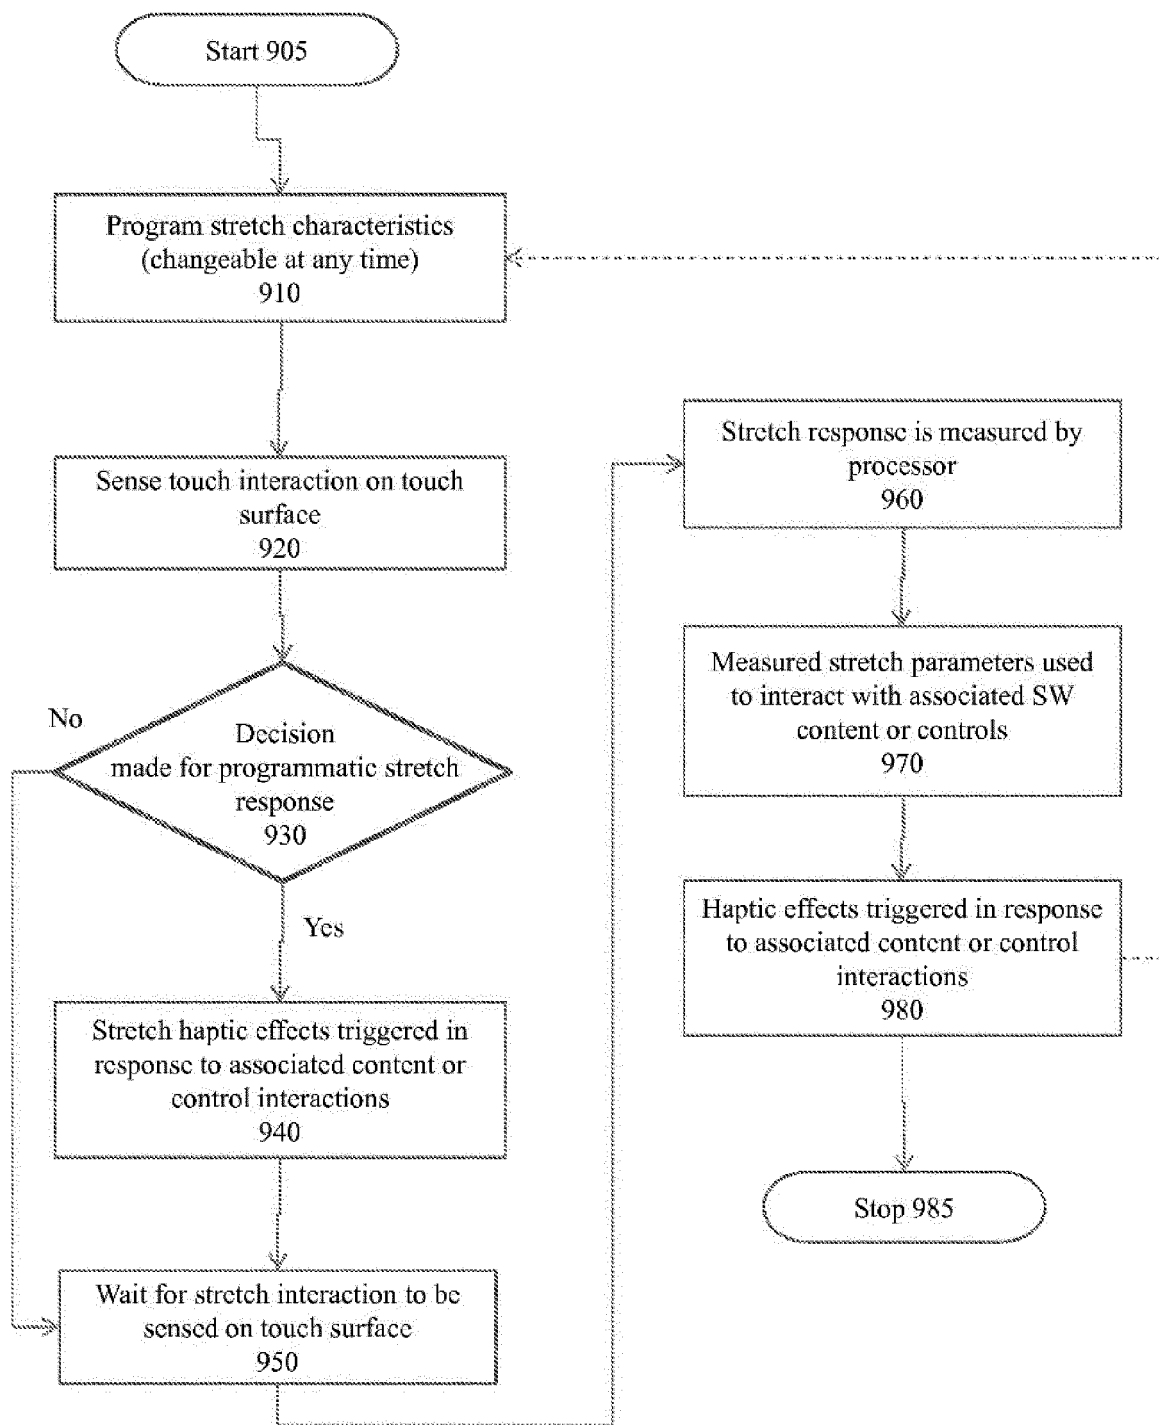 Start 905
Program stretch characteristics
(changeable at any time)
910
Sense touch interaction on touch
surface
920
No
Decision
made for programmatic stretch
response
930
Yes
Stretch haptic effects triggered in
response to associated content or
control interactions
940
Wait for stretch interaction to be
sensed on touch surface
950
Stretch response is measured by
processor
960
Measured stretch parameters used
to interact with associated SW
content or controls
970
Haptic effects triggered in response
to associated content or control
interactions
980
Stop 985